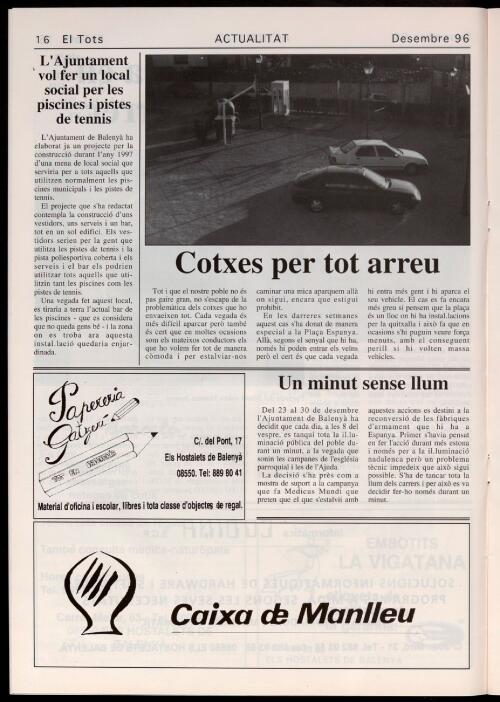 16 El Tots
ACTUALITAT
Desembre 96
L'Ajuntament
vol fer un local
social per les
piscines i pistes
de tennis
L'Ajuntament de Balenyà ha
elaborat ja un projecte per la
construcció durant l'any 1997
d'una mena de local social que
serviria per a tots aquells que
utilitzen normalment les pis-
cines municipals i les pistes de
tennis.
El projecte que s'ha redactat
contempla la construcció d'uns
vestidors, uns serveis i un bar,
tot en un sol edifici. Els ves-
tidors serien per la gent que
utilitza les pistes de tennis i la
pista poliesportiva coberta i els
serveis i el bar els podrien
utilitzar tots aquells que uti-
litzin tant les piscines com les
pistes de tennis.
Una vegada fet aquest local,
es tiraria a terra l'actual bar de
les piscines - que es considera
que no queda gens bé - i la zona
on es troba ara aquesta
instal.lació quedaria enjar-
dinada.
Cotxes per tot arreu
Tot i que el nostre poble no és
pas gaire gran, no s'escapa de la
problemàtica dels cotxes que ho
envaeixen tot. Cada vegada és
més difícil aparcar però també
és cert que en moltes ocasions
som els mateixos conductors els
que ho volem fer tot de manera
còmoda i per estalviar-nos
caminar una mica aparquem allà
on sigui, encara que estigui
prohibit.
En les darreres setmanes
aquest cas s'ha donat de manera
especial a la Plaça Espanya.
Allà, segons el senyal que hi ha,
només hi poden entrar els veïns
però el cert és que cada vegada
hi entra més gent i hi aparca el
seu vehicle. El cas es fa encara
més greu si pensem que la plaça
és un lloc on hi ha instal.lacions
per la quitxalla i això fa que en
ocasions s'hi puguin veure força
menuts, amb el conseguent
perill si hi volten massa
vehicles.
Papereria
Gatzerí
C/. del Pont, 17
Els Hostalets de Balenyà
08550. Tel: 889 80 41
Material d'oficina i escolar, llibres i tota classe d'objectes de regal.
Un minut sense llum
Del 23 al 30 de desembre
l'Ajuntament de Balenyà ha
decidit que cada dia, a les 8 del
vespre, es tanqui tota la il.lu-
minació pública del poble du-
rant un minut, a la vegada que
sonin les campanes de l'església
parroquial i les de l'Ajuda.
La decisió s'ha près com a
mostra de suport a la campanya
que fa Medicus Mundi que
preten que el que s'estalvii amb
aquestes accions es destini a la
reconversió de les fàbriques
d'armament que hi ha a
Espanya. Primer s'havia pensat
en fer l'acció durant més estona
i només per a la il.luminació
nadalenca però un problema
tècnic impedeix que això sigui
possible. S'ha de tancar tota la
llum dels carrers i per això es va
decidir fer-ho només durant un
minut.
Caixa de Manlleu